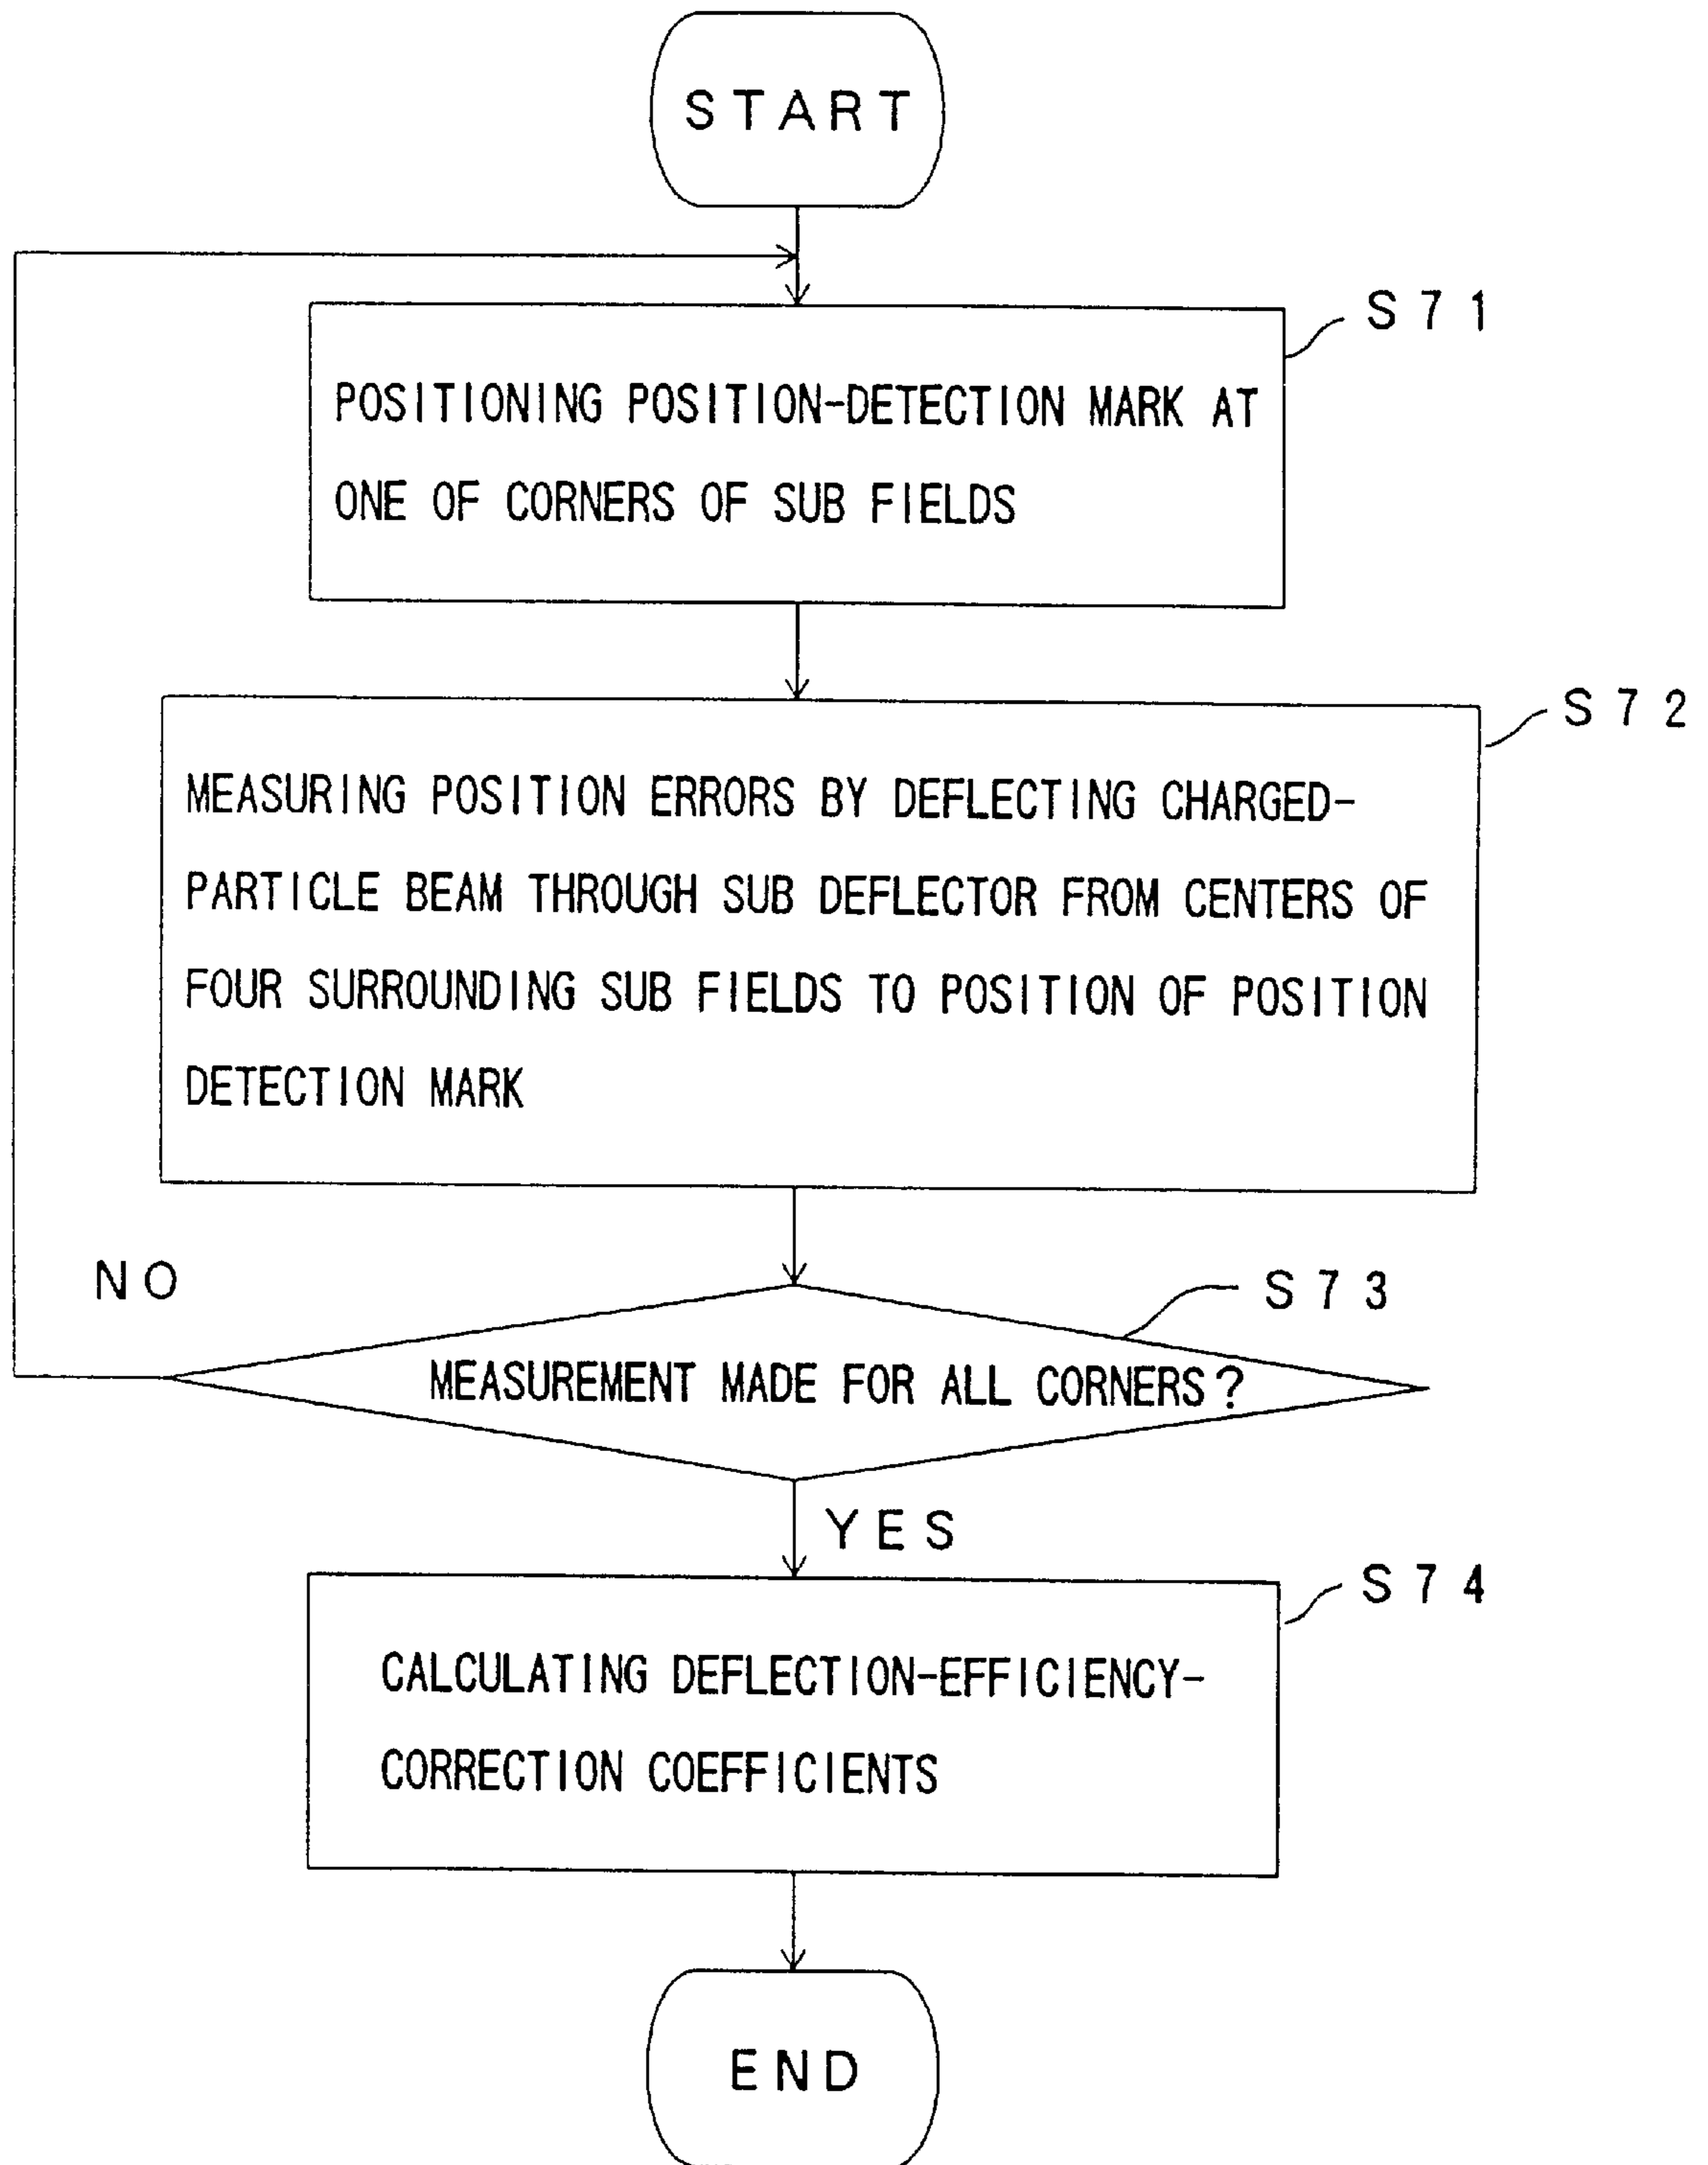 START
S71
POSITIONING POSITION-DETECTION MARK AT
ONE OF CORNERS OF SUB FIELDS
S72
MEASURING POSITION ERRORS BY DEFLECTING CHARGED-
PARTICLE BEAM THROUGH SUB DEFLECTOR FROM CENTERS OF
FOUR SURROUNDING SUB FIELDS TO POSITION OF POSITION
DETECTION MARK
NO
S73
MEASUREMENT MADE FOR ALL CORNERS?
YES
S74
CALCULATING DEFLECTION-EFFICIENCY-
CORRECTION COEFFICIENTS
END